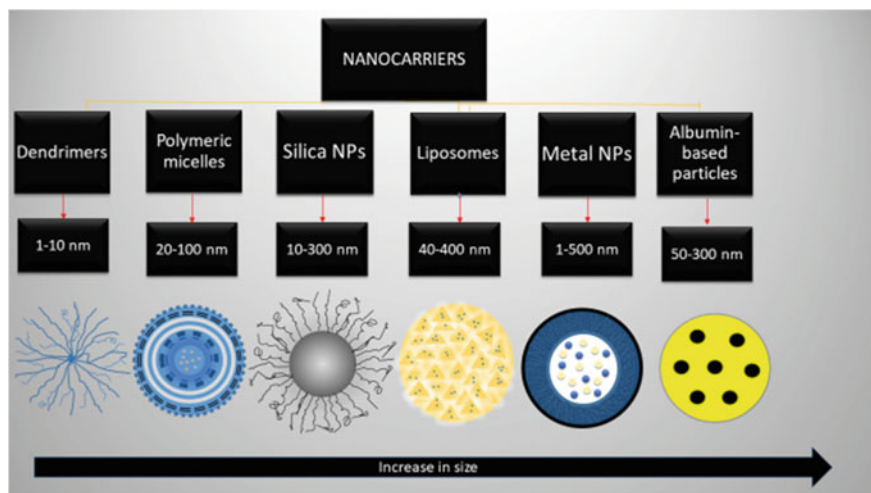 NANOCARRIERS
Dendrimers
Polymeric
micelles
Silica NPs
Liposomes
Metal NPs
Albumin-
based
particles
1-10 nm
20-100 nm
10-300 nm
40-400 nm
1-500 nm
50-300 nm
Increase in size